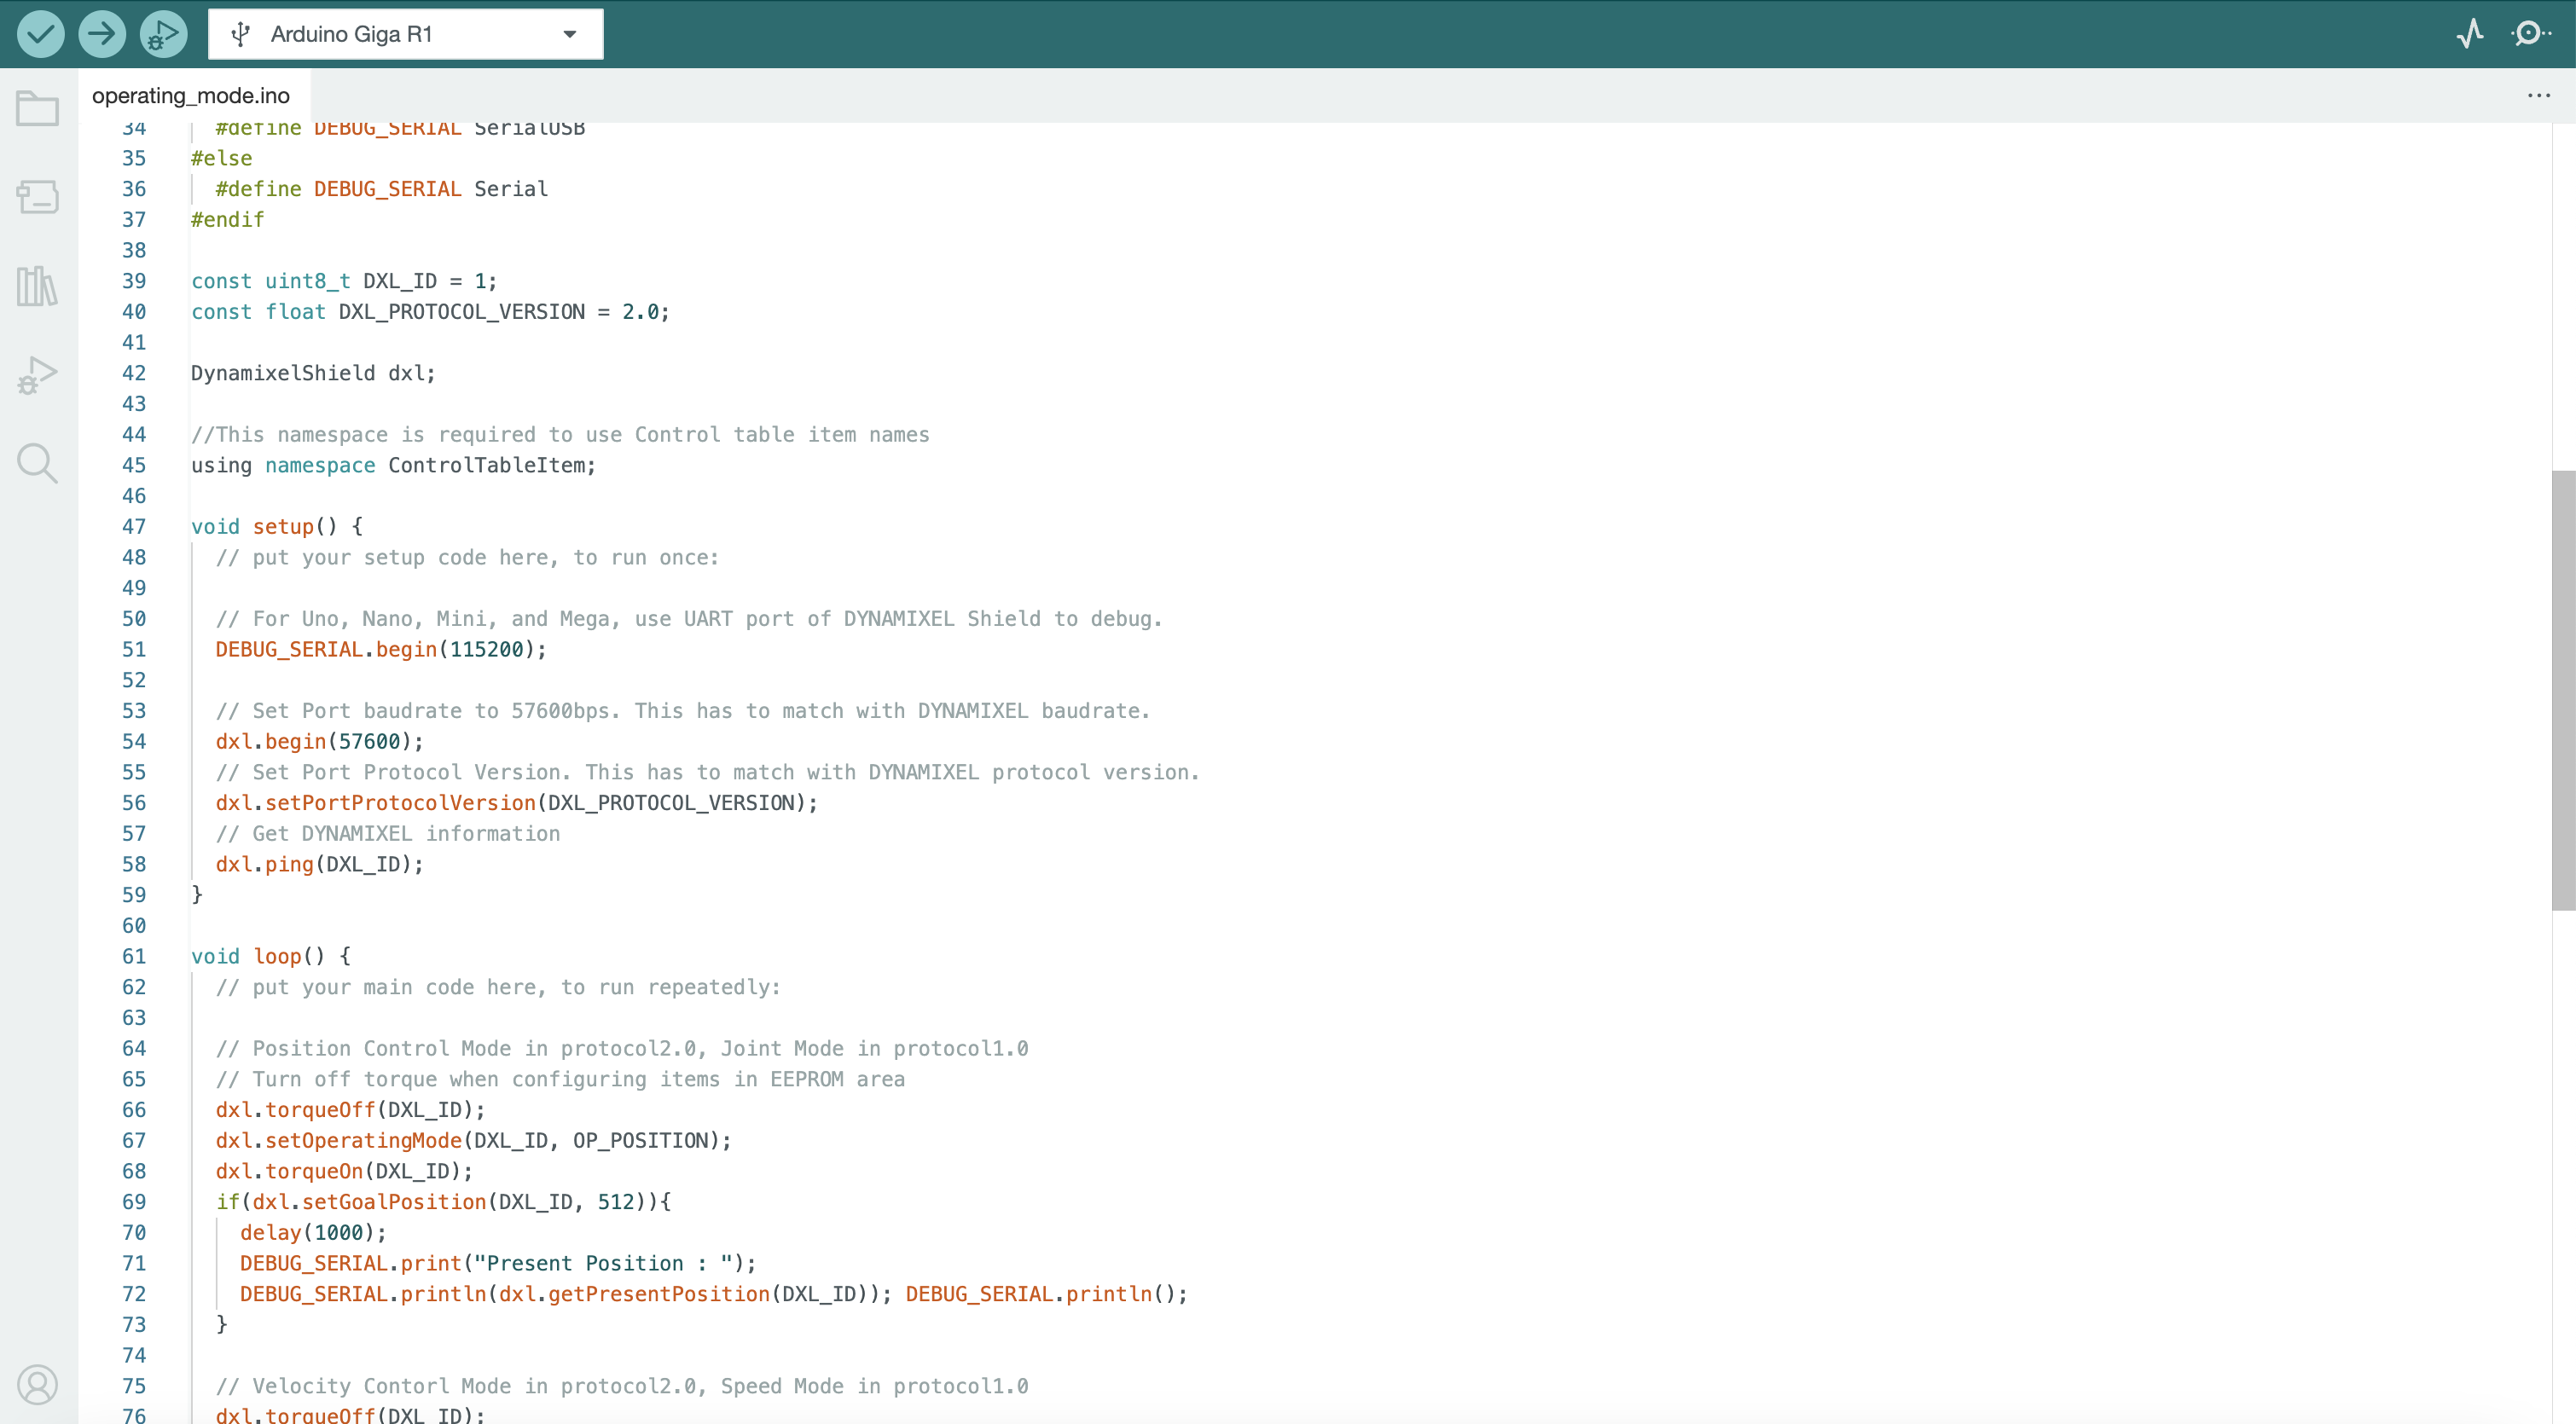 Arduino Giga R1
operating_mode.ino
34 #define DEBUG_SERIAL SerialUSB
35 #else
36 #define DEBUG_SERIAL Serial
37 #endif
38
39 const uint8_t DXL_ID = 1;
40 const float DXL_PROTOCOL_VERSION = 2.0;
41
42 DynamixelShield dxl;
43
44 //This namespace is required to use Control table item names
45 using namespace ControlTableItem;
46
47 void setup() {
48 // put your setup code here, to run once:
49
50 // For Uno, Nano, Mini, and Mega, use UART port of DYNAMIXEL Shield to debug.
51 DEBUG_SERIAL.begin(115200);
52
53 // Set Port baudrate to 57600bps. This has to match with DYNAMIXEL baudrate.
54 dxl.begin(57600);
55 // Set Port Protocol Version. This has to match with DYNAMIXEL protocol version.
56 dxl.setPortProtocolVersion(DXL_PROTOCOL_VERSION);
57 // Get DYNAMIXEL information
58 dxl.ping(DXL_ID);
59 }
60
61 void loop() {
62 // put your main code here, to run repeatedly:
63
64 // Position Control Mode in protocol2.0, Joint Mode in protocol1.0
65 // Turn off torque when configuring items in EEPROM area
66 dxl.torqueOff(DXL_ID);
67 dxl.setOperatingMode(DXL_ID, OP_POSITION);
68 dxl.torqueOn(DXL_ID);
69 if(dxl.setGoalPosition(DXL_ID, 512)){
70 delay(1000);
71 DEBUG_SERIAL.print("Present Position : ");
72 DEBUG_SERIAL.println(dxl.getPresentPosition(DXL_ID)); DEBUG_SERIAL.println();
73 }
74
75 // Velocity Contorl Mode in protocol2.0, Speed Mode in protocol1.0
76 dxl.torqueOff(DXL_ID);